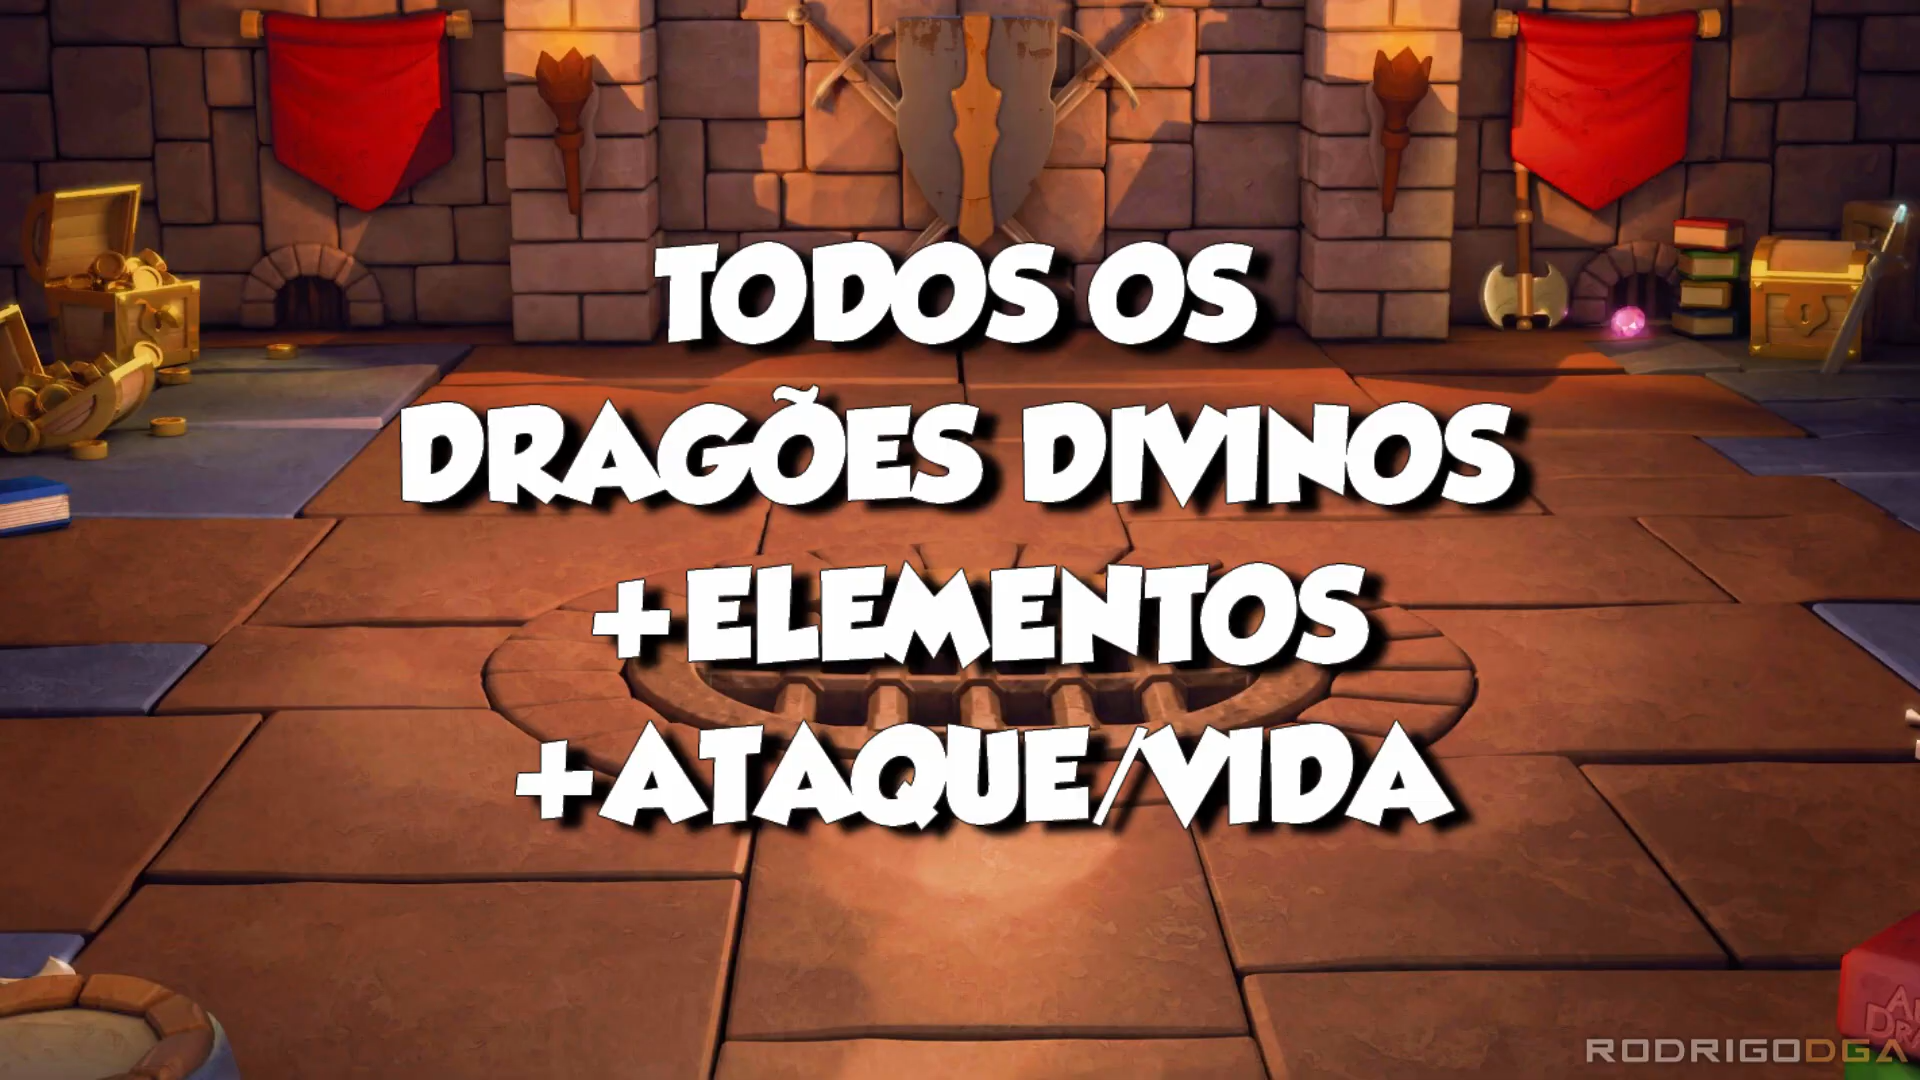 TODOS OS
DRAGÕES DIVINOS
+ELEMENTOS
+ATAQUE/VIDA
RODRIGODGA